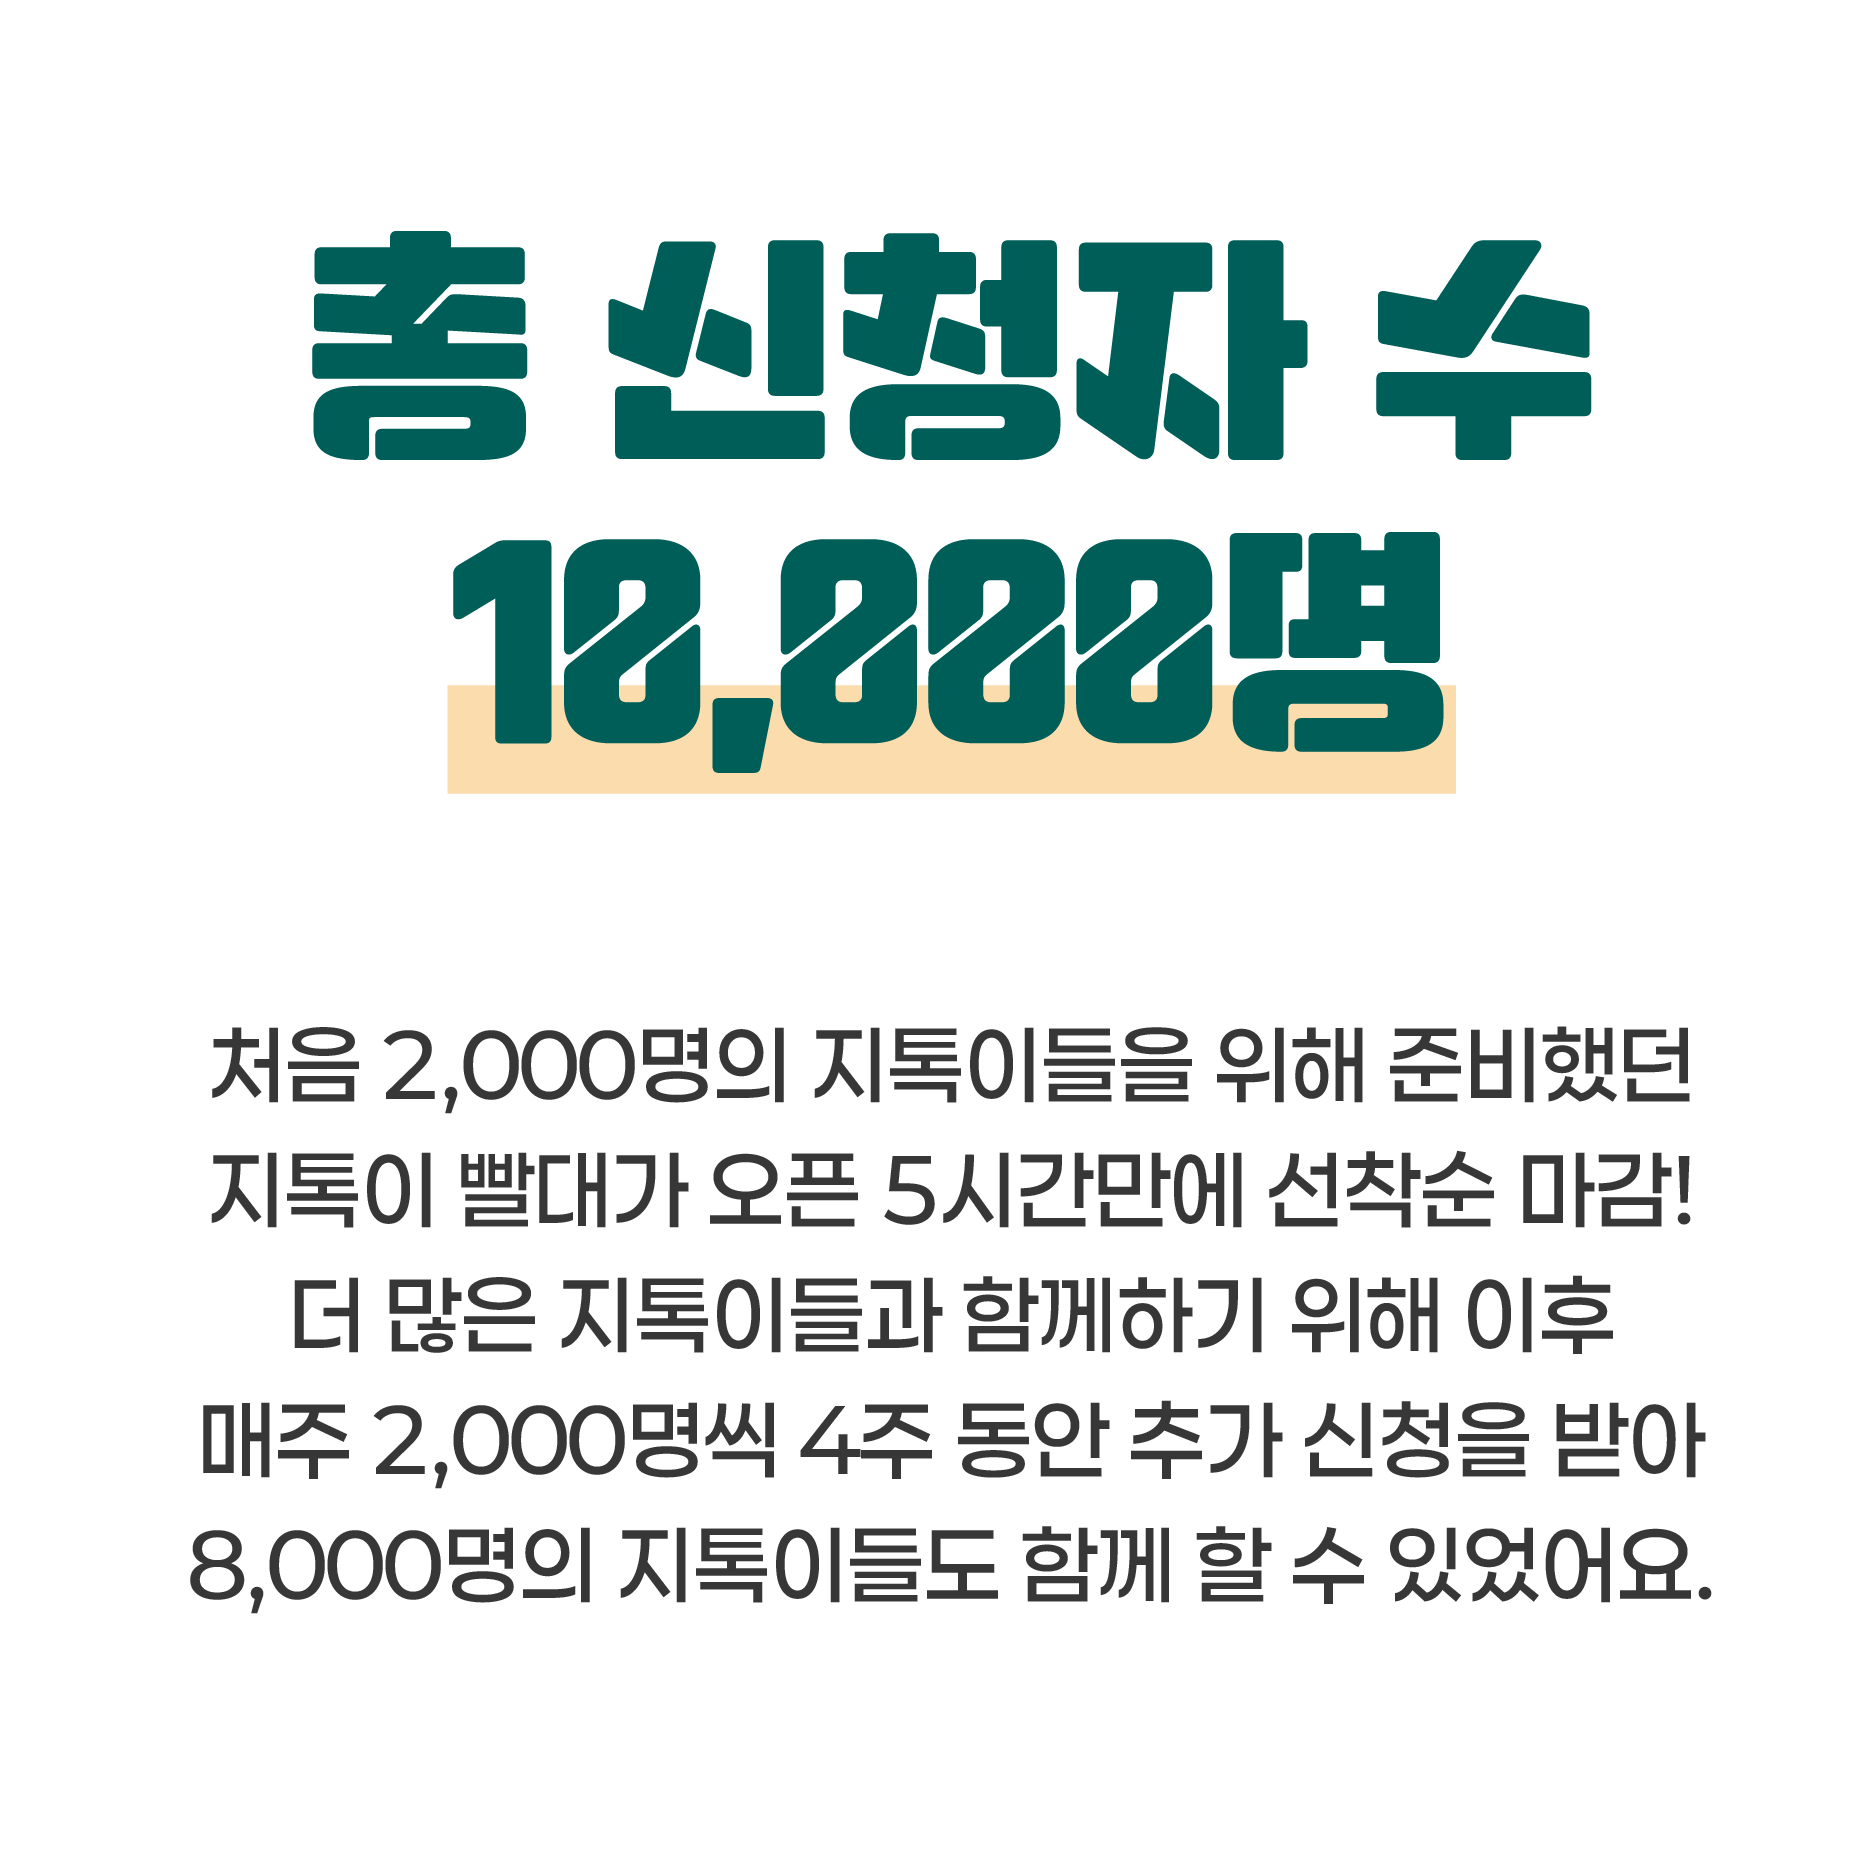 총 신청자 수
10,000명
처음 2,000명의 지톡이들을 위해 준비했던
지톡이 빨대가 오픈 5시간만에 선착순 마감!
더 많은 지톡이들과 함께하기 위해 이후
매주 2,000명씩 4주 동안 추가 신청을 받아
8,000명의 지톡이들도 함께 할 수 있었어요.